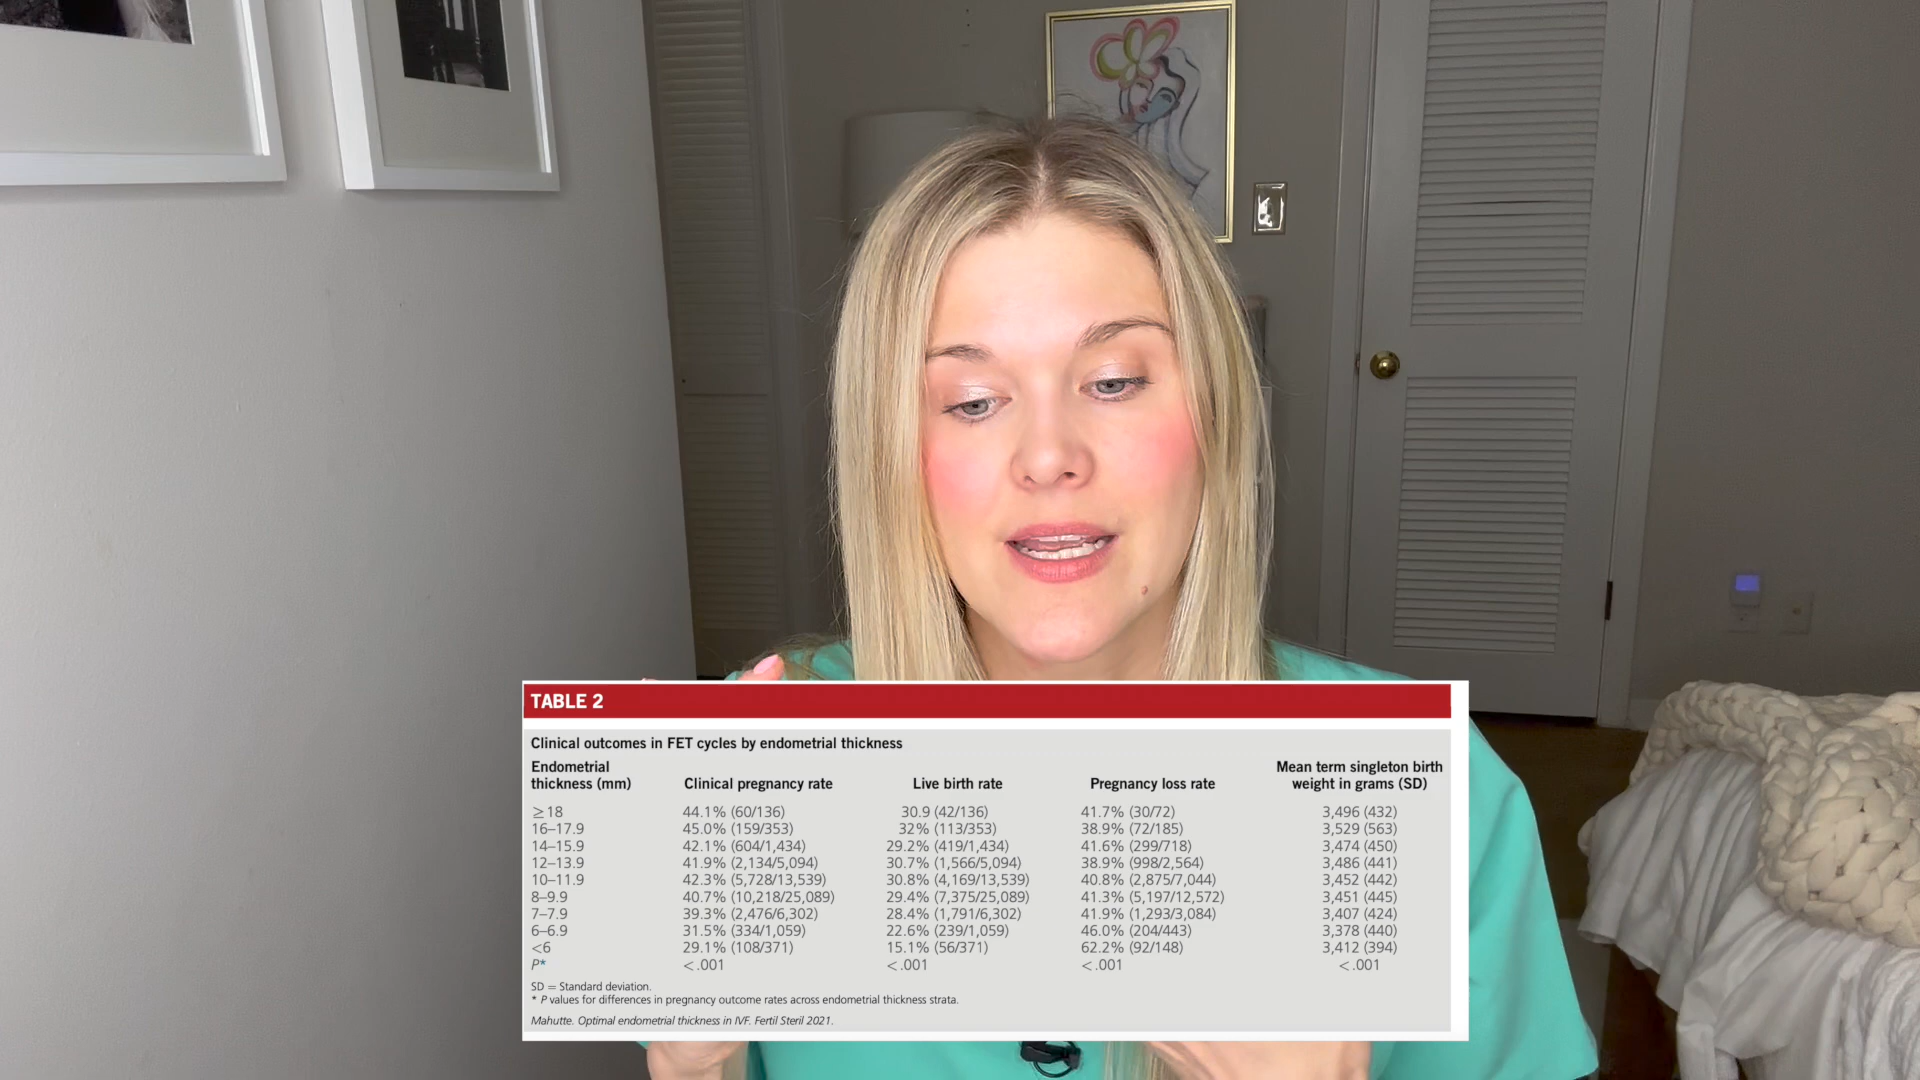 TABLE 2
Clinical outcomes in FET cycles by endometrial thickness
Endometrial thickness (mm) Clinical pregnancy rate Live birth rate Pregnancy loss rate Mean term singleton birth weight in grams (SD)
≥18 44.1% (60/136) 30.9 (42/136) 41.7% (30/72) 3,496 (432)
16–17.9 45.0% (159/353) 32% (113/353) 38.9% (72/185) 3,529 (563)
14–15.9 42.1% (604/1,434) 29.2% (419/1,434) 41.6% (299/718) 3,474 (450)
12–13.9 41.9% (2,134/5,094) 30.7% (1,566/5,094) 38.9% (998/2,564) 3,486 (441)
10–11.9 42.3% (5,728/13,539) 30.8% (4,169/13,539) 40.8% (2,875/7,044) 3,452 (442)
8–9.9 40.7% (10,218/25,089) 29.4% (7,375/25,089) 41.3% (5,197/12,572) 3,451 (445)
7–7.9 39.3% (2,476/6,302) 28.4% (1,791/6,302) 41.9% (1,293/3,084) 3,407 (424)
6–6.9 31.5% (334/1,059) 22.6% (239/1,059) 46.0% (204/443) 3,378 (440)
<6 29.1% (108/371) 15.1% (56/371) 62.2% (92/148) 3,412 (394)
P* <.001 <.001 <.001 <.001
SD = Standard deviation.
* P values for differences in pregnancy outcome rates across endometrial thickness strata.
Mahutte. Optimal endometrial thickness in IVF. Fertil Steril 2021.